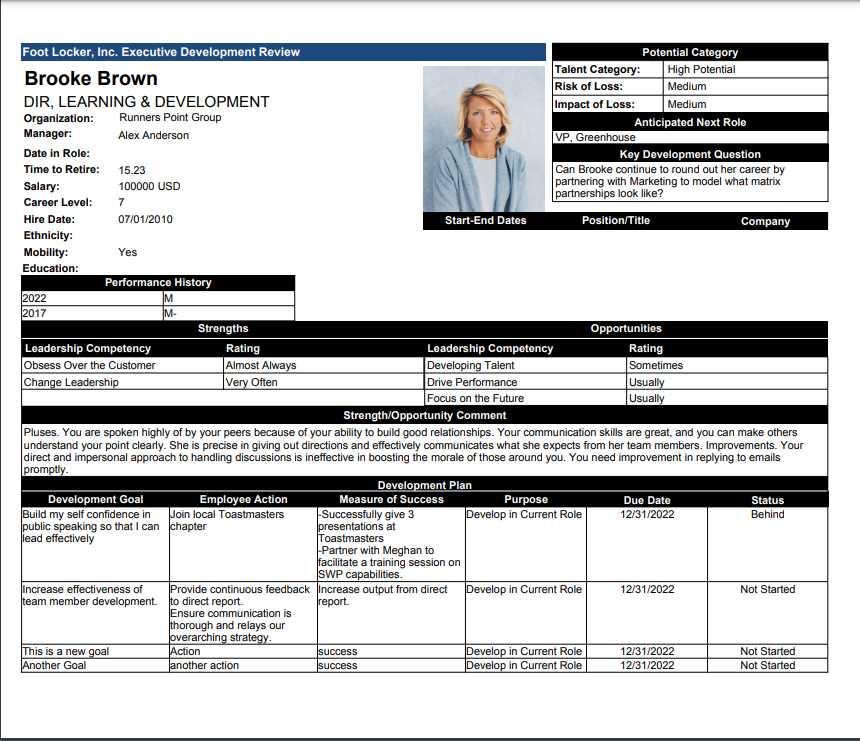 Foot Locker, Inc. Executive Development Review
Brooke Brown
DIR, LEARNING & DEVELOPMENT
Organization: Runners Point Group
Manager: Alex Anderson
Date in Role:
Time to Retire: 15.23
Salary: 100000 USD
Career Level: 7
Hire Date: 07/01/2010
Ethnicity:
Mobility: Yes
Education:
Potential Category
Talent Category: High Potential
Risk of Loss: Medium
Impact of Loss: Medium
Anticipated Next Role
VP, Greenhouse
Key Development Question
Can Brooke continue to round out her career by
partnering with Marketing to model what matrix
partnerships look like?
Start-End Dates Position/Title Company
Performance History
2022 M
2017 M-
Strengths Opportunities
Leadership Competency Rating Leadership Competency Rating
Obsess Over the Customer Almost Always Developing Talent Sometimes
Change Leadership Very Often Drive Performance Usually
Focus on the Future Usually
Strength/Opportunity Comment
Pluses. You are spoken highly of by your peers because of your ability to build good relationships. Your communication skills are great, and you can make others
understand your point clearly. She is precise in giving out directions and effectively communicates what she expects from her team members. Improvements. Your
direct and impersonal approach to handling discussions is ineffective in boosting the morale of those around you. You need improvement in replying to emails
promptly.
Development Plan
Development Goal Employee Action Measure of Success Purpose Due Date Status
Build my self confidence in
public speaking so that I can
lead effectively
Join local Toastmasters
chapter
-Successfully give 3
presentations at
Toastmasters
-Partner with Meghan to
facilitate a training session on
SWP capabilities.
Develop in Current Role
12/31/2022
Behind
Increase effectiveness of
team member development.
Provide continuous feedback
to direct report.
Ensure communication is
thorough and relays our
overarching strategy.
Increase output from direct
report.
Develop in Current Role
12/31/2022
Not Started
This is a new goal Action success Develop in Current Role 12/31/2022 Not Started
Another Goal another action success Develop in Current Role 12/31/2022 Not Started